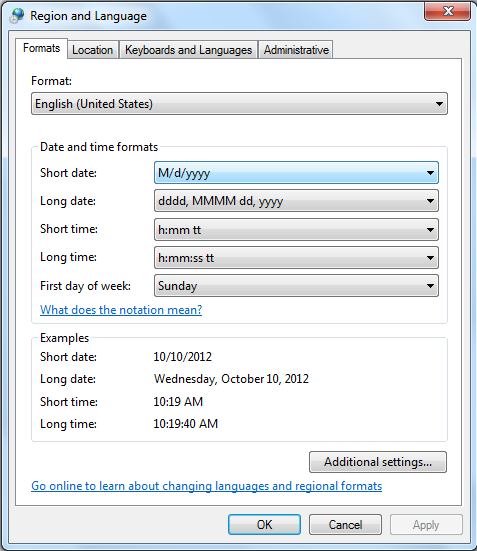 Region and Language
Formats Location Keyboards and Languages Administrative
Format:
English (United States)
Date and time formats
Short date: M/d/yyyy
Long date: dddd, MMMM dd, yyyy
Short time: h:mm tt
Long time: h:mm:ss tt
First day of week: Sunday
What does the notation mean?
Examples
Short date: 10/10/2012
Long date: Wednesday, October 10, 2012
Short time: 10:19 AM
Long time: 10:19:40 AM
Additional settings...
Go online to learn about changing languages and regional formats
OK Cancel Apply